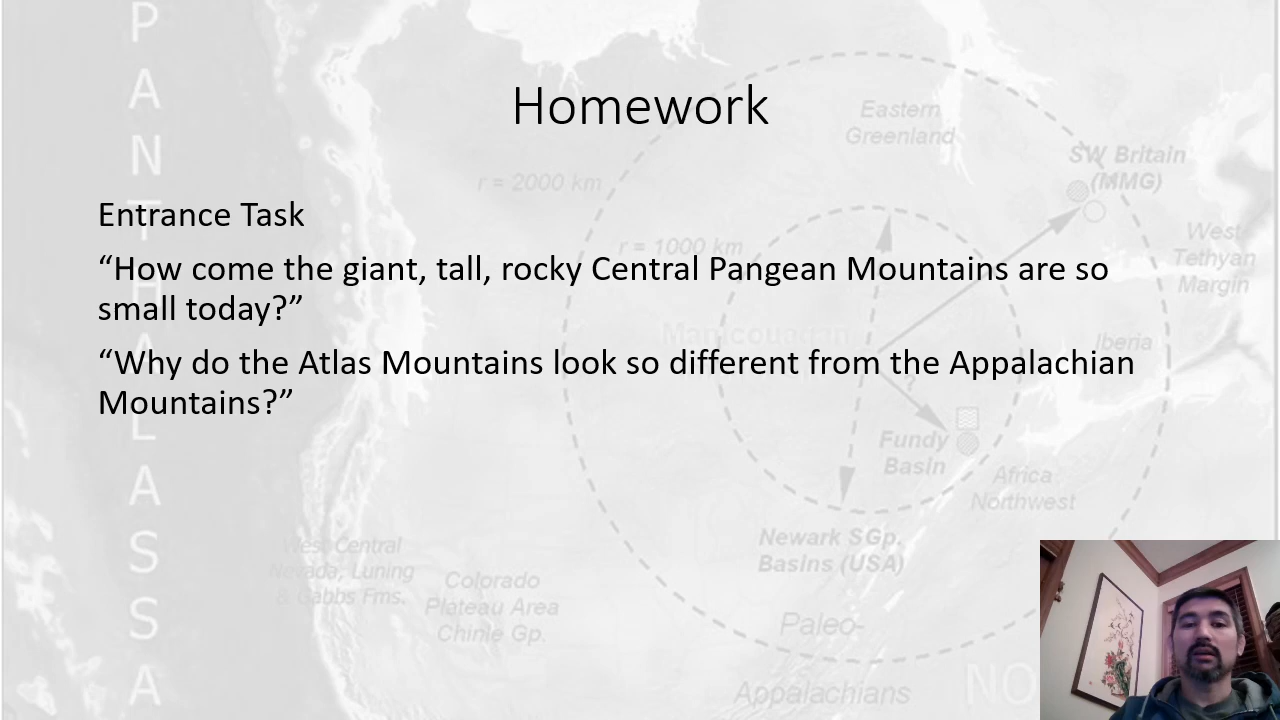 Homework
Entrance Task
“How come the giant, tall, rocky Central Pangean Mountains are so
small today?”
“Why do the Atlas Mountains look so different from the Appalachian
Mountains?”
PANTHALASSA
Eastern
Greenland
r = 2000 km
SW Britain
(MMG)
r = 1000 km
West-
Tethyan
Margin
Manicouagan
Iberia
Fundy
Basin
Africa
Northwest
Newark SGp.
Basins (USA)
West Central
Nevada, Luning
& Gabbs Fms.
Colorado
Plateau Area
Chinle Gp.
Paleo-
Appalachians
NO